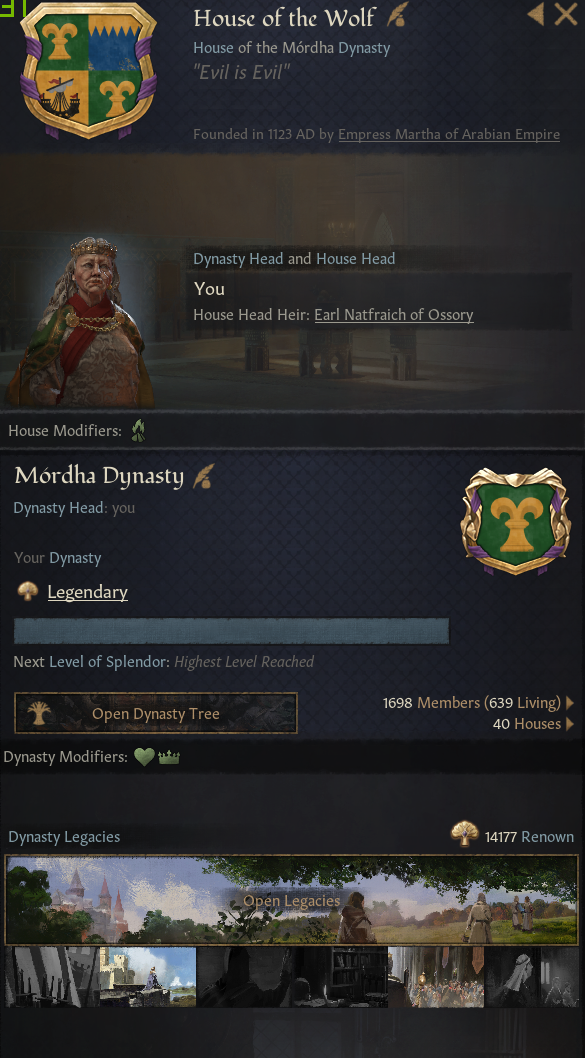 31
House of the Wolf
House of the Mórdha Dynasty
"Evil is Evil"
Founded in 1123 AD by Empress Martha of Arabian Empire
Dynasty Head and House Head
You
House Head Heir: Earl Natfraich of Ossory
House Modifiers:
Mórdha Dynasty
Dynasty Head: you
Your Dynasty
Legendary
Next Level of Splendor: Highest Level Reached
Open Dynasty Tree
1698 Members (639 Living)
40 Houses
Dynasty Modifiers:
Dynasty Legacies
14177 Renown
Open Legacies